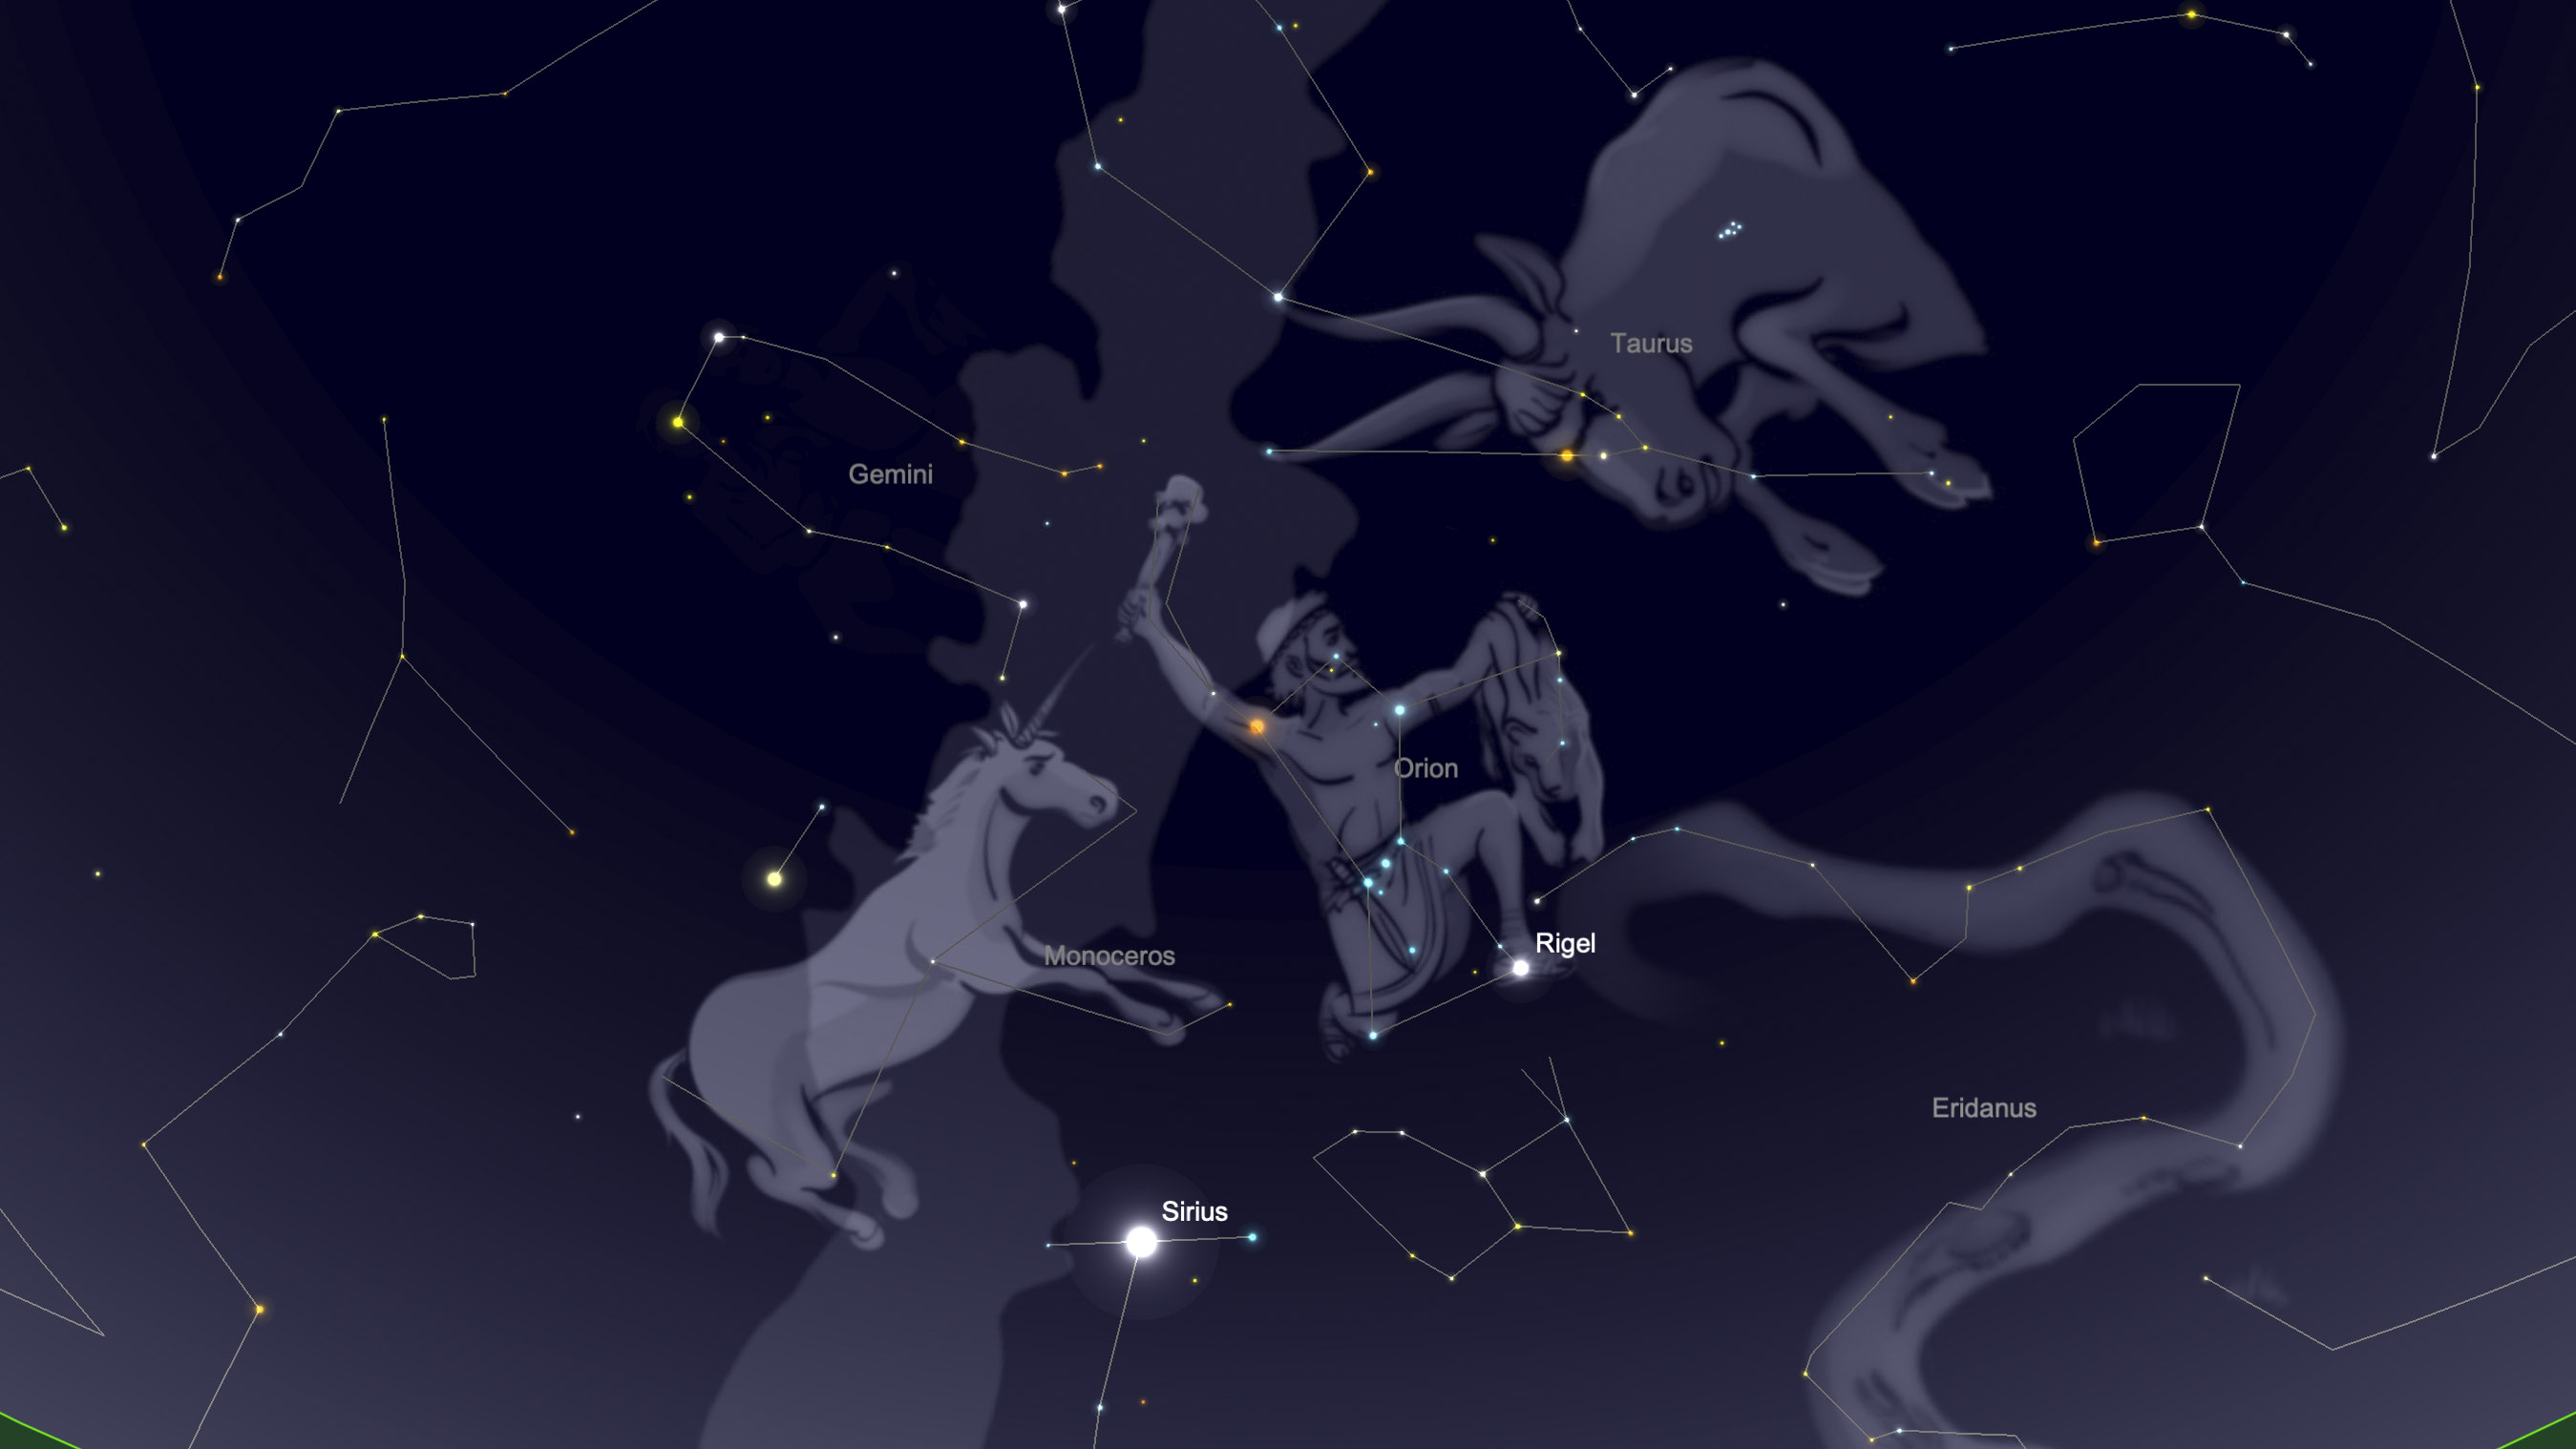 Taurus
Gemini
Orion
Rigel
Monoceros
Eridanus
Sirius